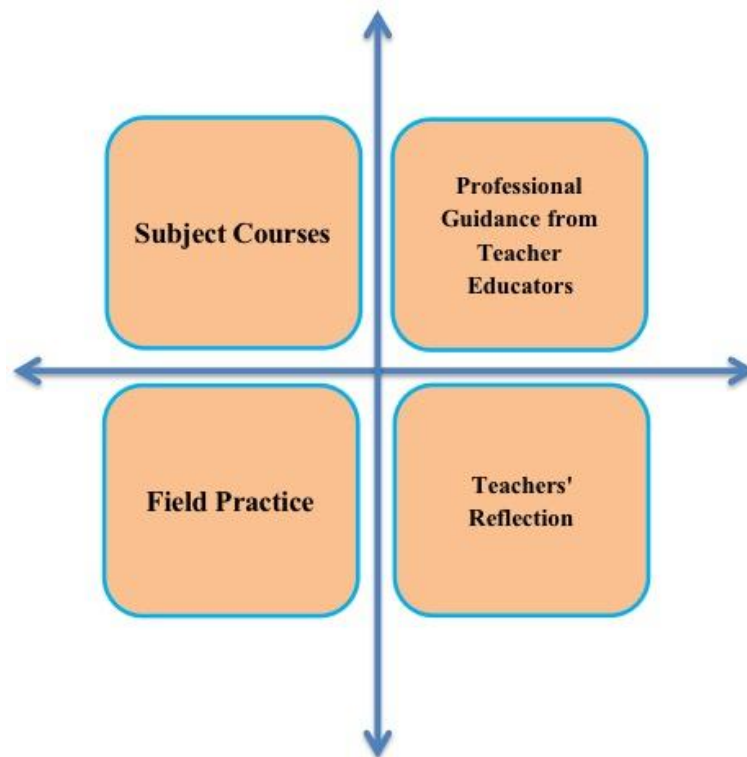 Subject Courses
Professional
Guidance from
Teacher
Educators
Field Practice
Teachers'
Reflection